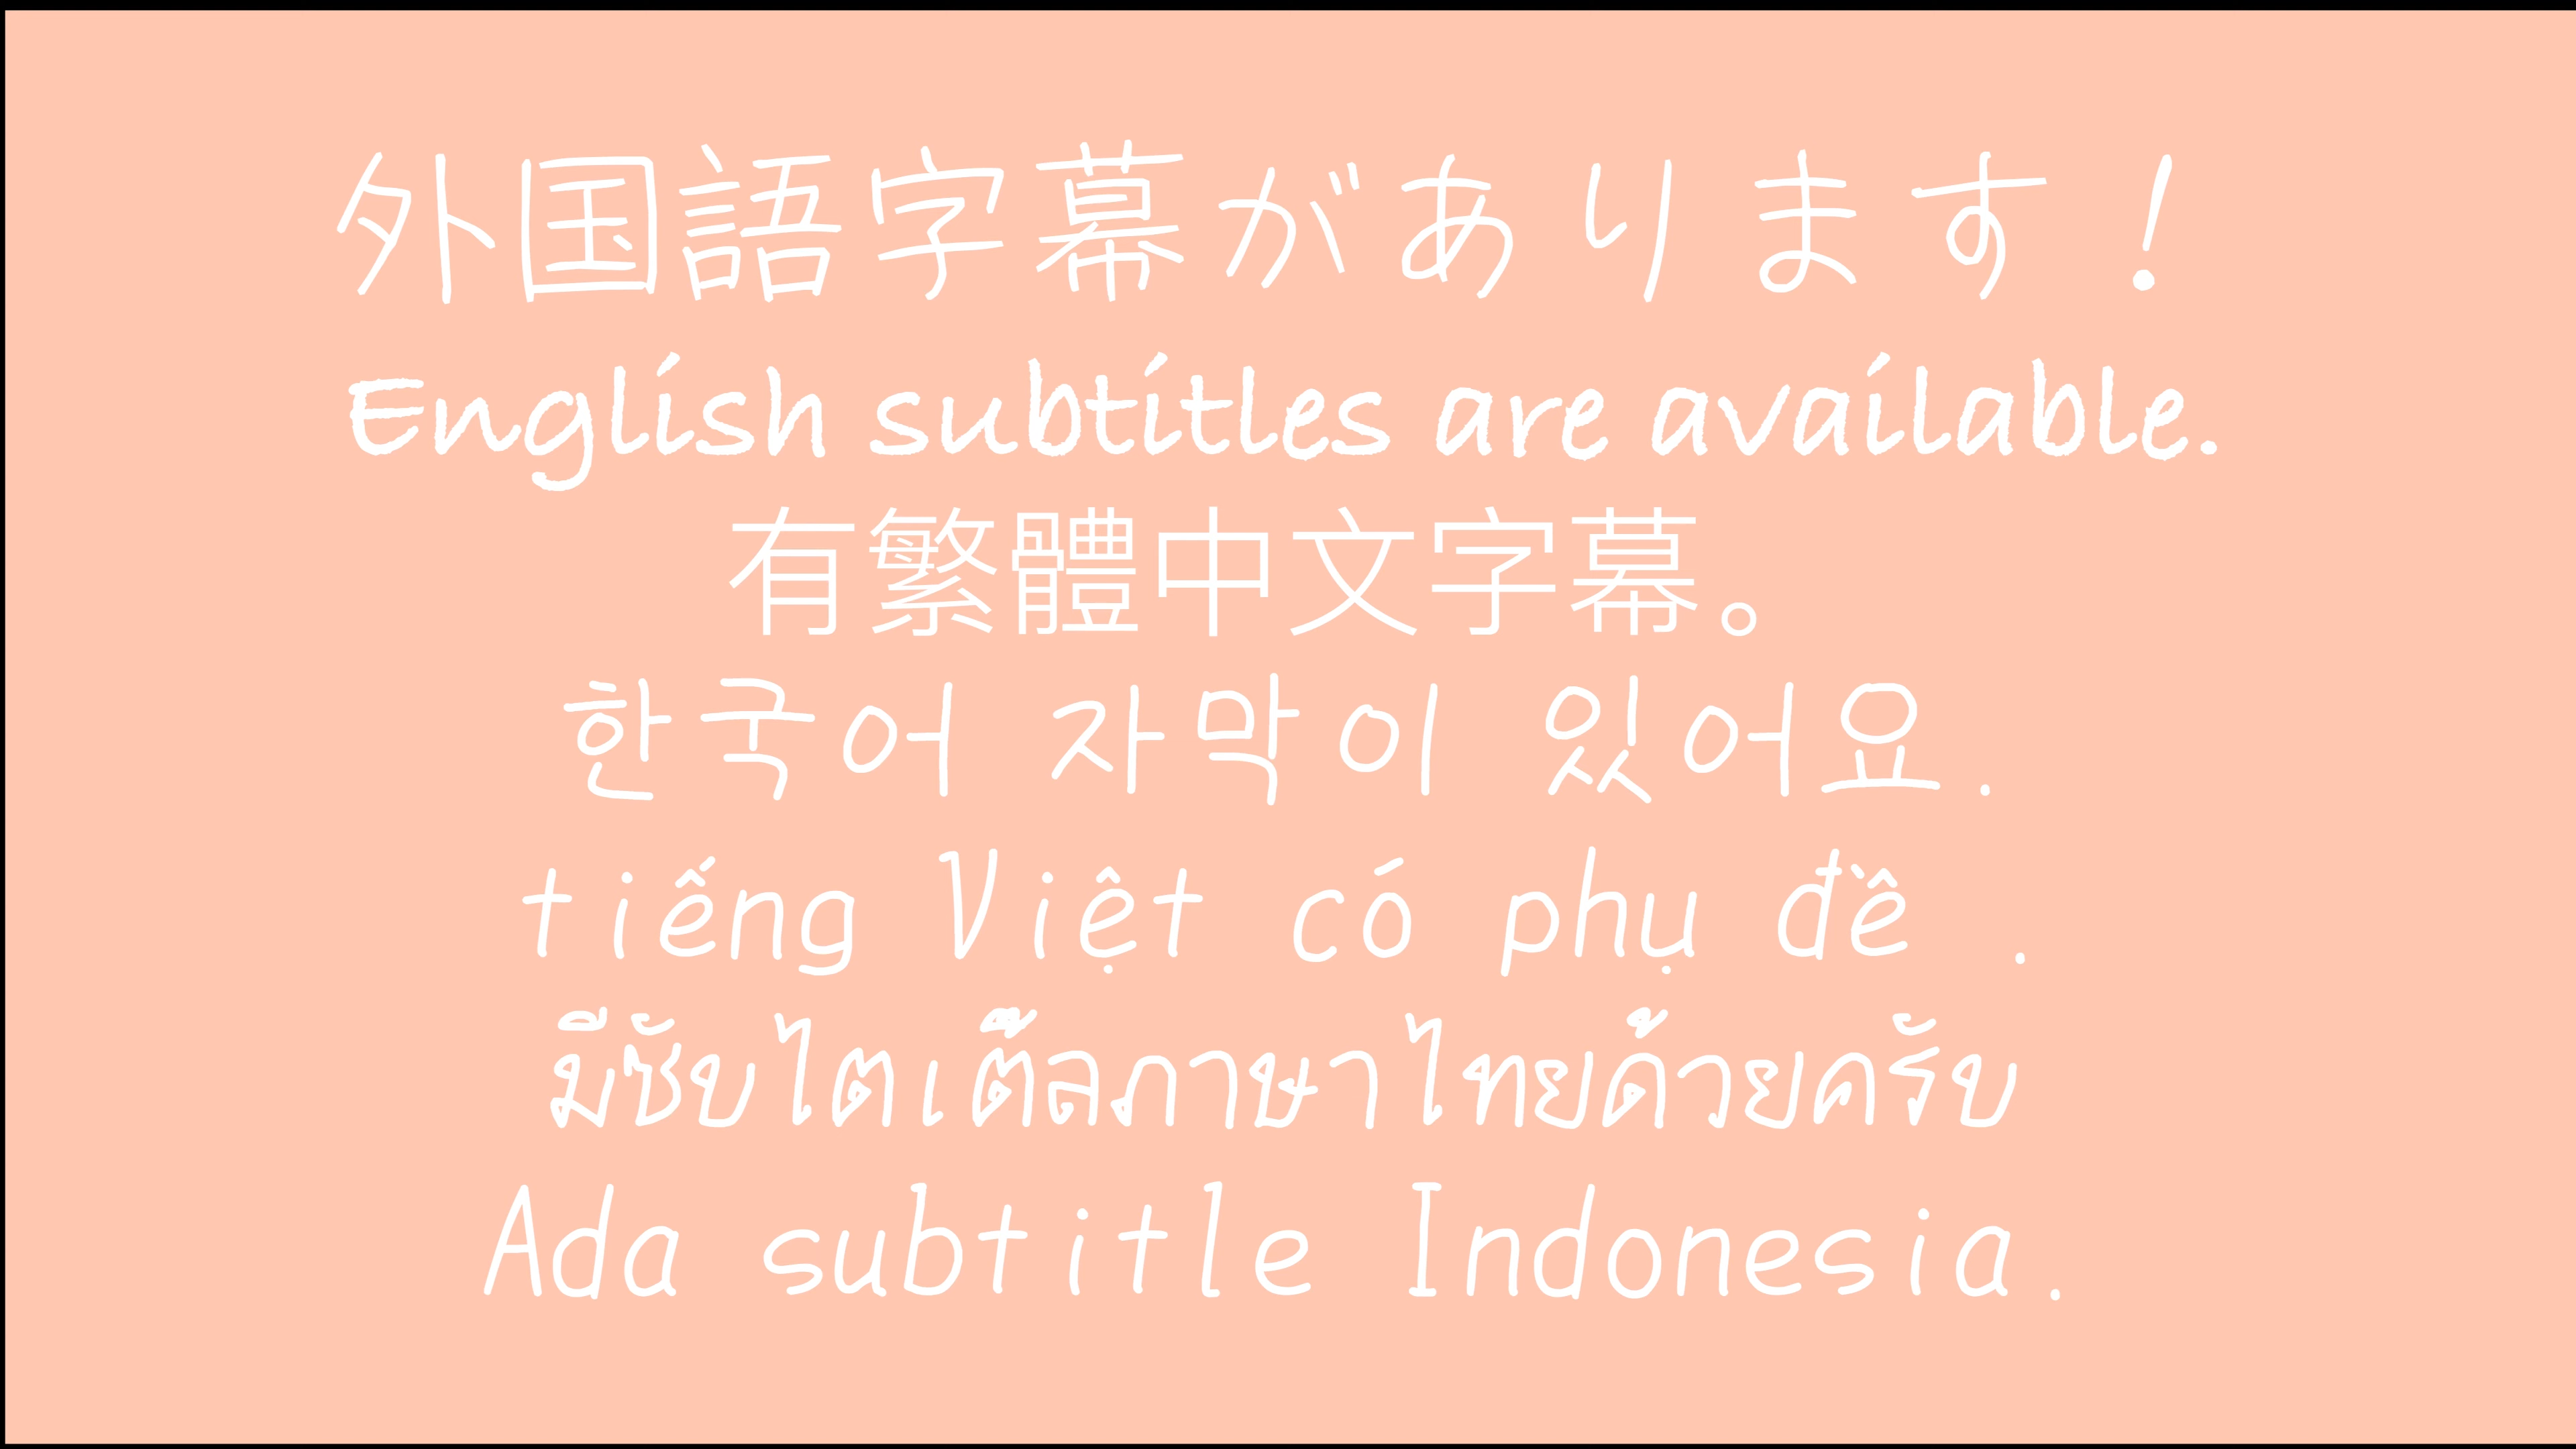 外国語字幕があります！
English subtitles are available.
有繁體中文字幕。
한국어 자막이 있어요.
tiếng Việt có phụ đề .
มีซับไตเติ้ลภาษาไทยด้วยครับ
Ada subtitle Indonesia.